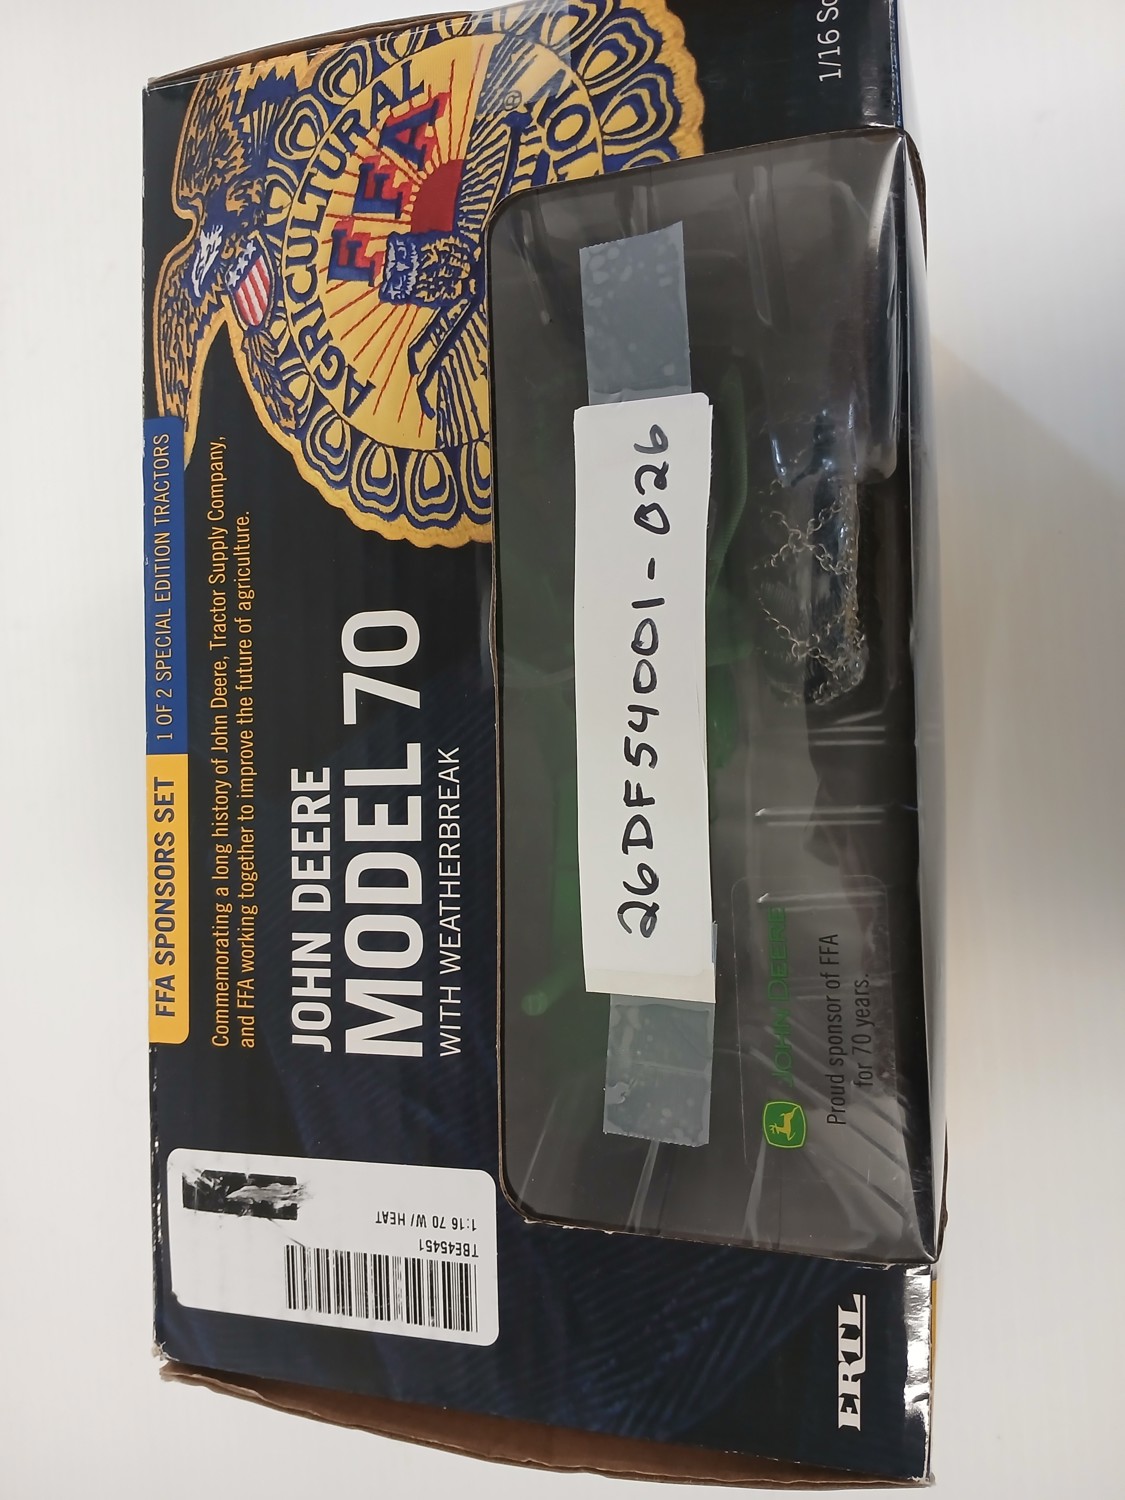 FFA SPONSORS SET
1 OF 2 SPECIAL EDITION TRACTORS
Commemorating a long history of John Deere, Tractor Supply Company,
and FFA working together to improve the future of agriculture.
JOHN DEERE
MODEL 70
WITH WEATHERBREAK
AGRICULTURAL
FFA
®
26DF54001-026
JOHN DEERE
Proud sponsor of FFA
for 70 years.
TBE45451
1:16 70 W/ HEAT
ERTL
1/16